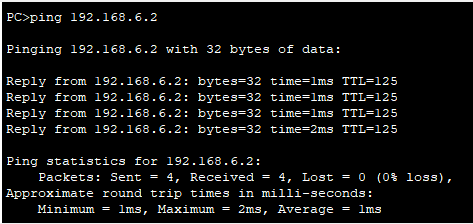 PC>ping 192.168.6.2
Pinging 192.168.6.2 with 32 bytes of data:
Reply from 192.168.6.2: bytes=32 time=1ms TTL=125
Reply from 192.168.6.2: bytes=32 time=1ms TTL=125
Reply from 192.168.6.2: bytes=32 time=1ms TTL=125
Reply from 192.168.6.2: bytes=32 time=2ms TTL=125
Ping statistics for 192.168.6.2:
Packets: Sent = 4, Received = 4, Lost = 0 (0% loss),
Approximate round trip times in milli-seconds:
Minimum = 1ms, Maximum = 2ms, Average = 1ms